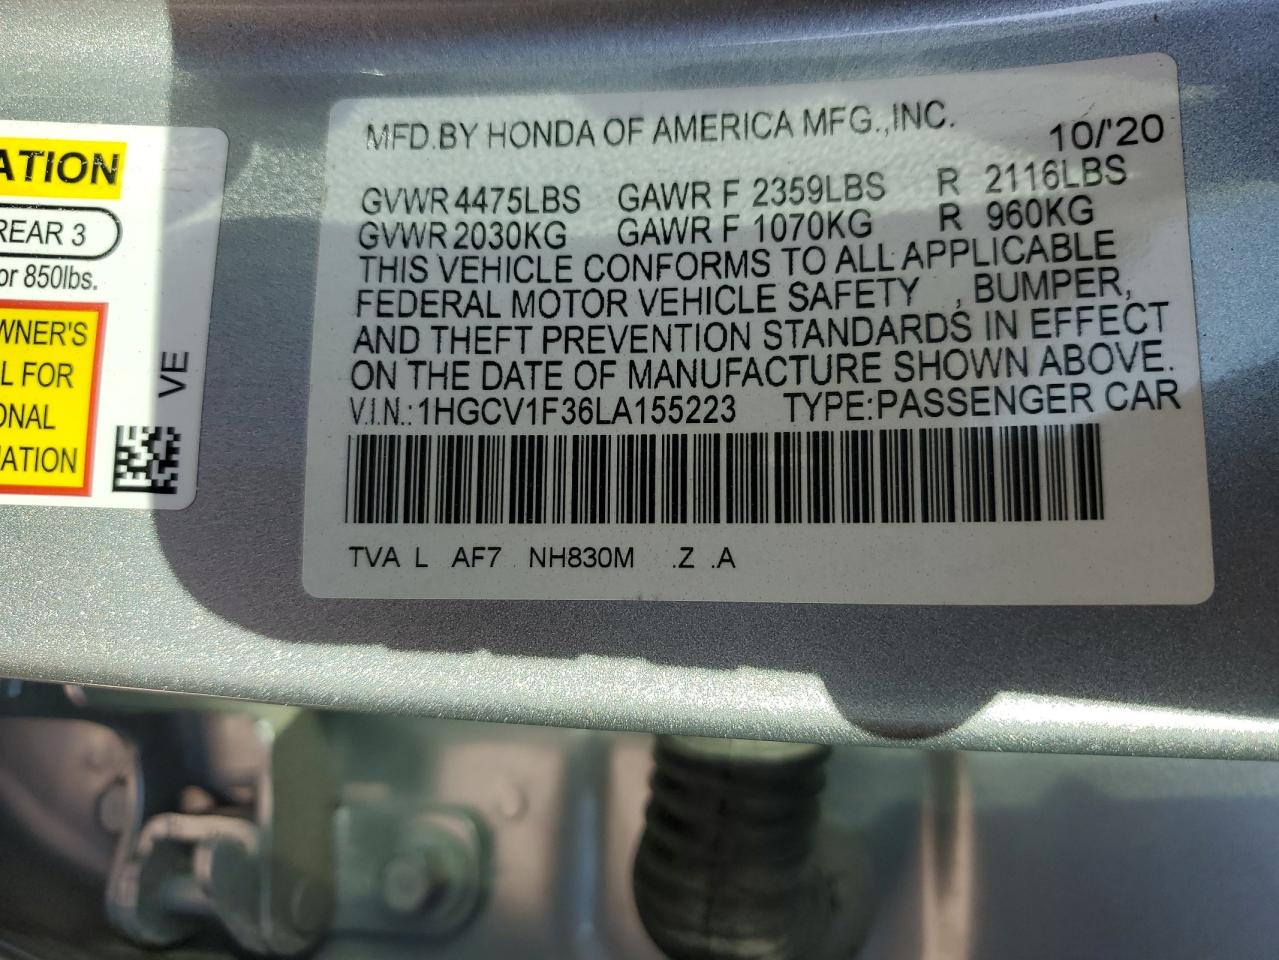 ATION
REAR 3
or 850lbs.
WNER'S
L FOR
ONAL
ATION
VE
MFD.BY HONDA OF AMERICA MFG.,INC.
10/'20
GVWR 4475LBS GAWR F 2359LBS R 2116LBS
GVWR 2030KG GAWR F 1070KG R 960KG
THIS VEHICLE CONFORMS TO ALL APPLICABLE
FEDERAL MOTOR VEHICLE SAFETY , BUMPER,
AND THEFT PREVENTION STANDARDS IN EFFECT
ON THE DATE OF MANUFACTURE SHOWN ABOVE.
V.I.N.:1HGCV1F36LA155223 TYPE:PASSENGER CAR
TVA L AF7 NH830M .Z .A